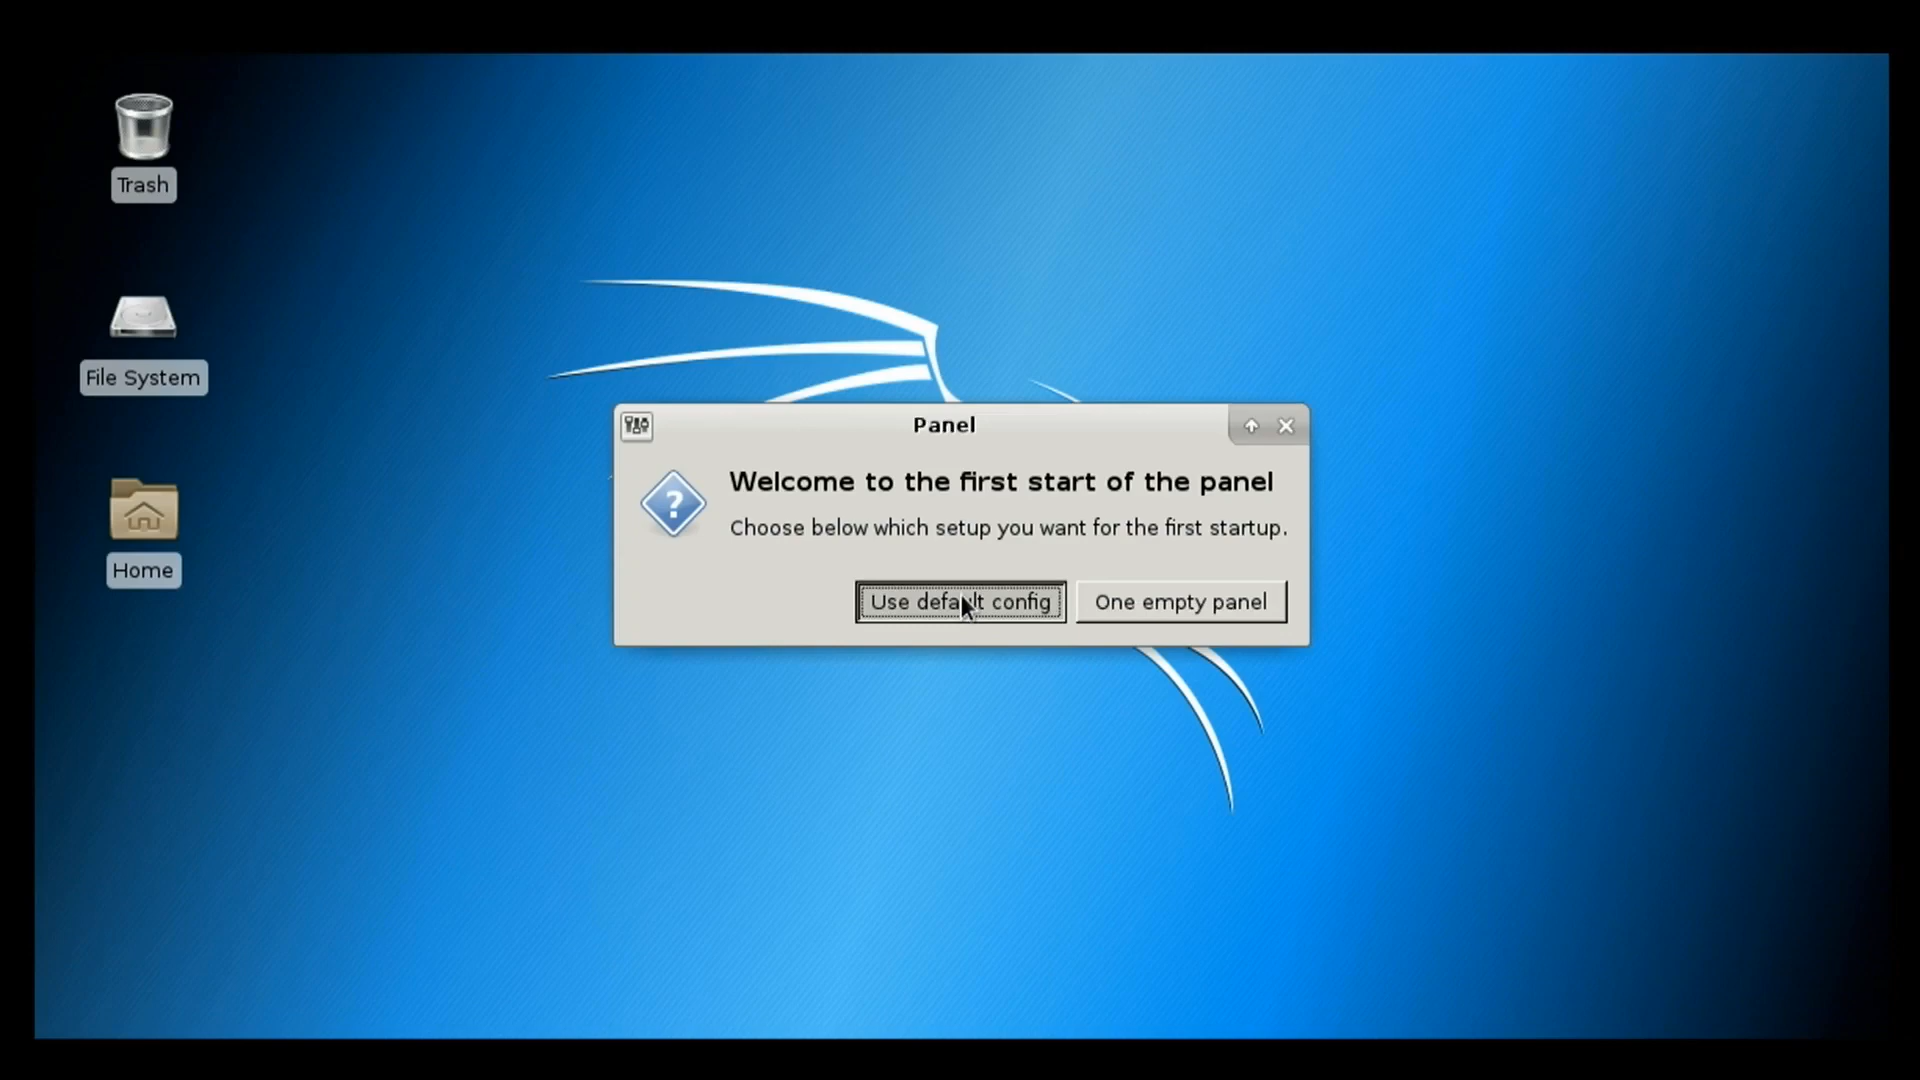 Trash
File System
Home
Panel
Welcome to the first start of the panel
Choose below which setup you want for the first startup.
Use default config
One empty panel